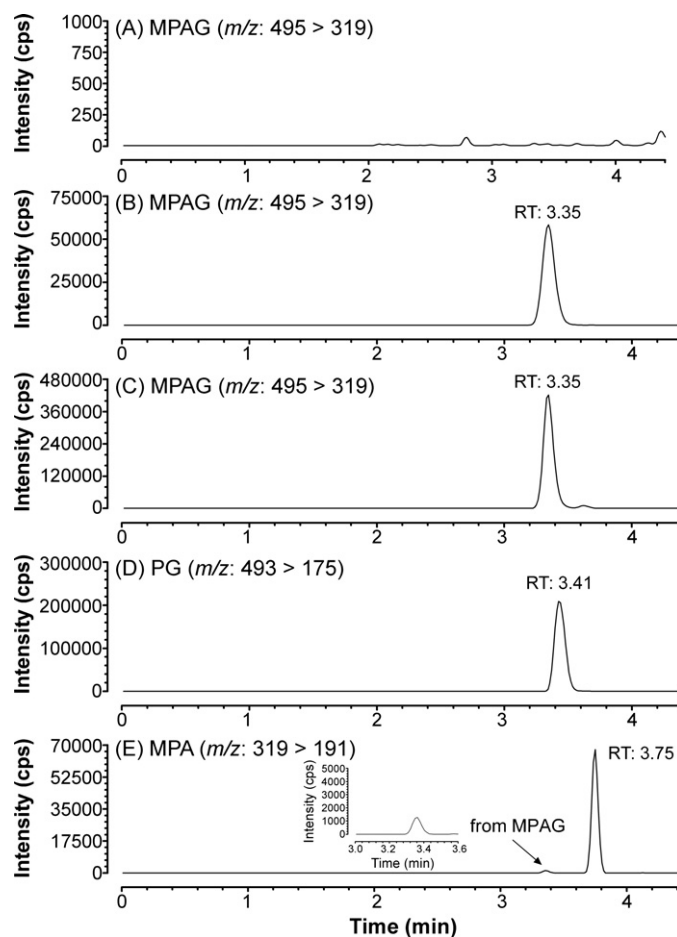 (A) MPAG (m/z: 495 > 319)
Intensity (cps)
1000
750
500
250
0
0 1 2 3 4
(B) MPAG (m/z: 495 > 319)
RT: 3.35
Intensity (cps)
75000
50000
25000
0
0 1 2 3 4
(C) MPAG (m/z: 495 > 319)
RT: 3.35
Intensity (cps)
480000
360000
240000
120000
0
0 1 2 3 4
(D) PG (m/z: 493 > 175)
RT: 3.41
Intensity (cps)
300000
200000
100000
0
0 1 2 3 4
(E) MPA (m/z: 319 > 191)
RT: 3.75
Intensity (cps)
70000
52500
35000
17500
0
Intensity (cps)
5000
4000
3000
2000
1000
0
3.0 3.2 3.4 3.6
Time (min)
from MPAG
0 1 2 3 4
Time (min)